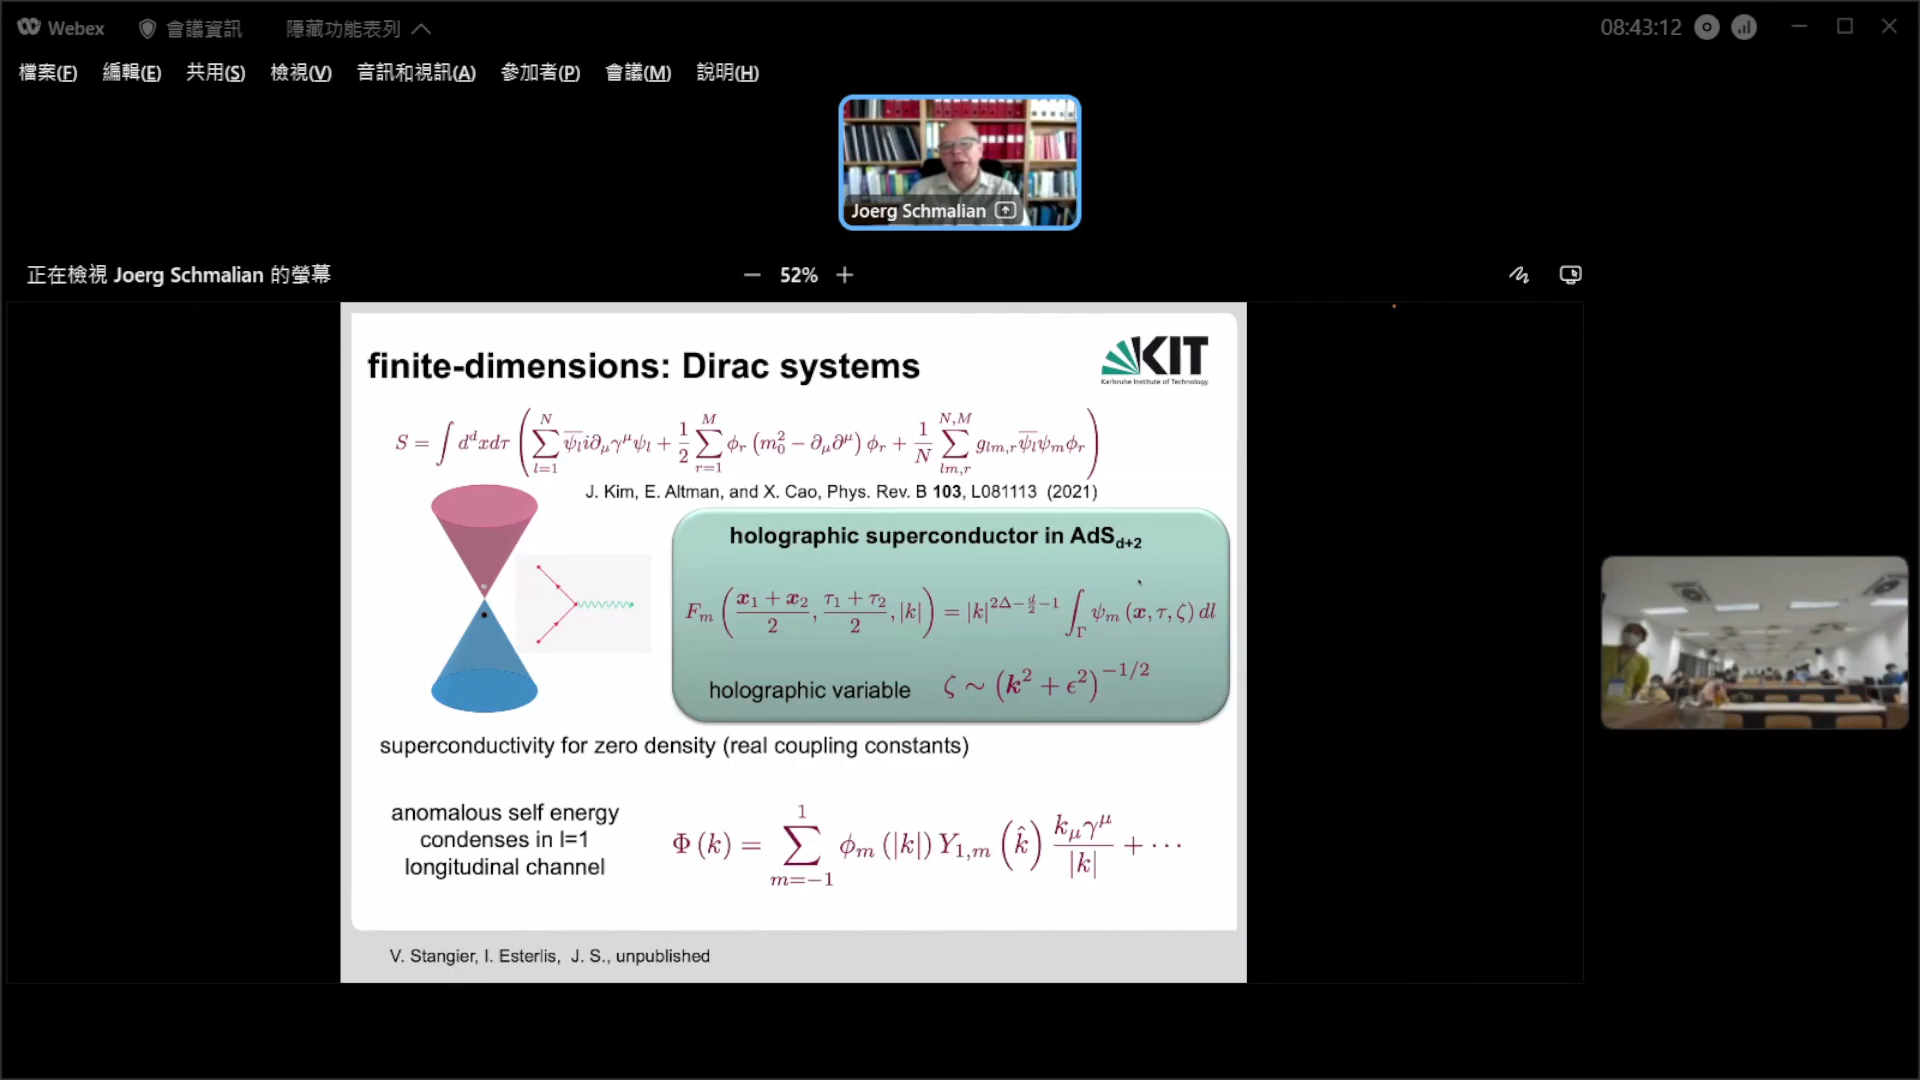 Webex 會議資訊 隱藏功能表列 08:43:12
檔案(F) 編輯(E) 共用(S) 檢視(V) 音訊和視訊(A) 參加者(P) 會議(M) 說明(H)
Joerg Schmalian
正在檢視 Joerg Schmalian 的螢幕 52%
finite-dimensions: Dirac systems
KIT
Karlsruhe Institute of Technology
S = ∫ d^d x dτ ( ∑_{l=1}^{N} \overline{ψ}_l i∂_μ γ^μ ψ_l + 1/2 ∑_{r=1}^{M} φ_r (m_0^2 − ∂_μ ∂^μ) φ_r + 1/N ∑_{lm,r}^{N,M} g_{lm,r} \overline{ψ}_l ψ_m φ_r )
J. Kim, E. Altman, and X. Cao, Phys. Rev. B 103, L081113 (2021)
holographic superconductor in AdS_{d+2}
F_m ( (x_1 + x_2)/2, (τ_1 + τ_2)/2, |k| ) = |k|^{2Δ−d/2−1} ∫_Γ ψ_m (x, τ, ζ) dl
holographic variable ζ ∼ (k^2 + ϵ^2)^{−1/2}
superconductivity for zero density (real coupling constants)
anomalous self energy
condenses in l=1
longitudinal channel
Φ (k) = ∑_{m=−1}^{1} φ_m (|k|) Y_{1,m} (\hat{k}) k_μ γ^μ / |k| + ⋯
V. Stangier, I. Esterlis, J. S., unpublished